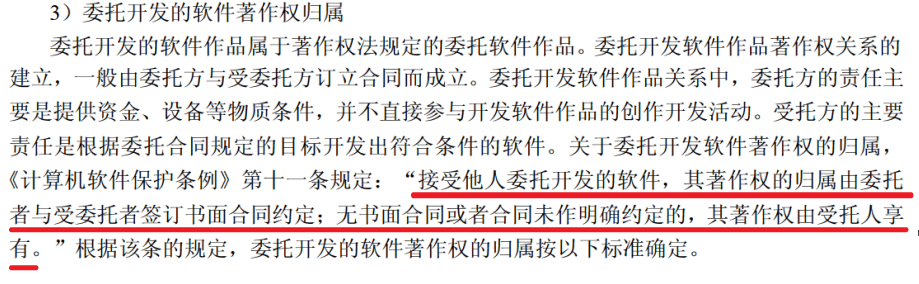 3）委托开发的软件著作权归属
委托开发的软件作品属于著作权法规定的委托软件作品。委托开发软件作品著作权关系的
建立，一般由委托方与受委托方订立合同而成立。委托开发软件作品关系中，委托方的责任主
要是提供资金、设备等物质条件，并不直接参与开发软件作品的创作开发活动。受托方的主要
责任是根据委托合同规定的目标开发出符合条件的软件。关于委托开发软件著作权的归属，
《计算机软件保护条例》第十一条规定：“接受他人委托开发的软件，其著作权的归属由委托
者与受委托者签订书面合同约定；无书面合同或者合同未作明确约定的，其著作权由受托人享
有。”根据该条的规定，委托开发的软件著作权的归属按以下标准确定。